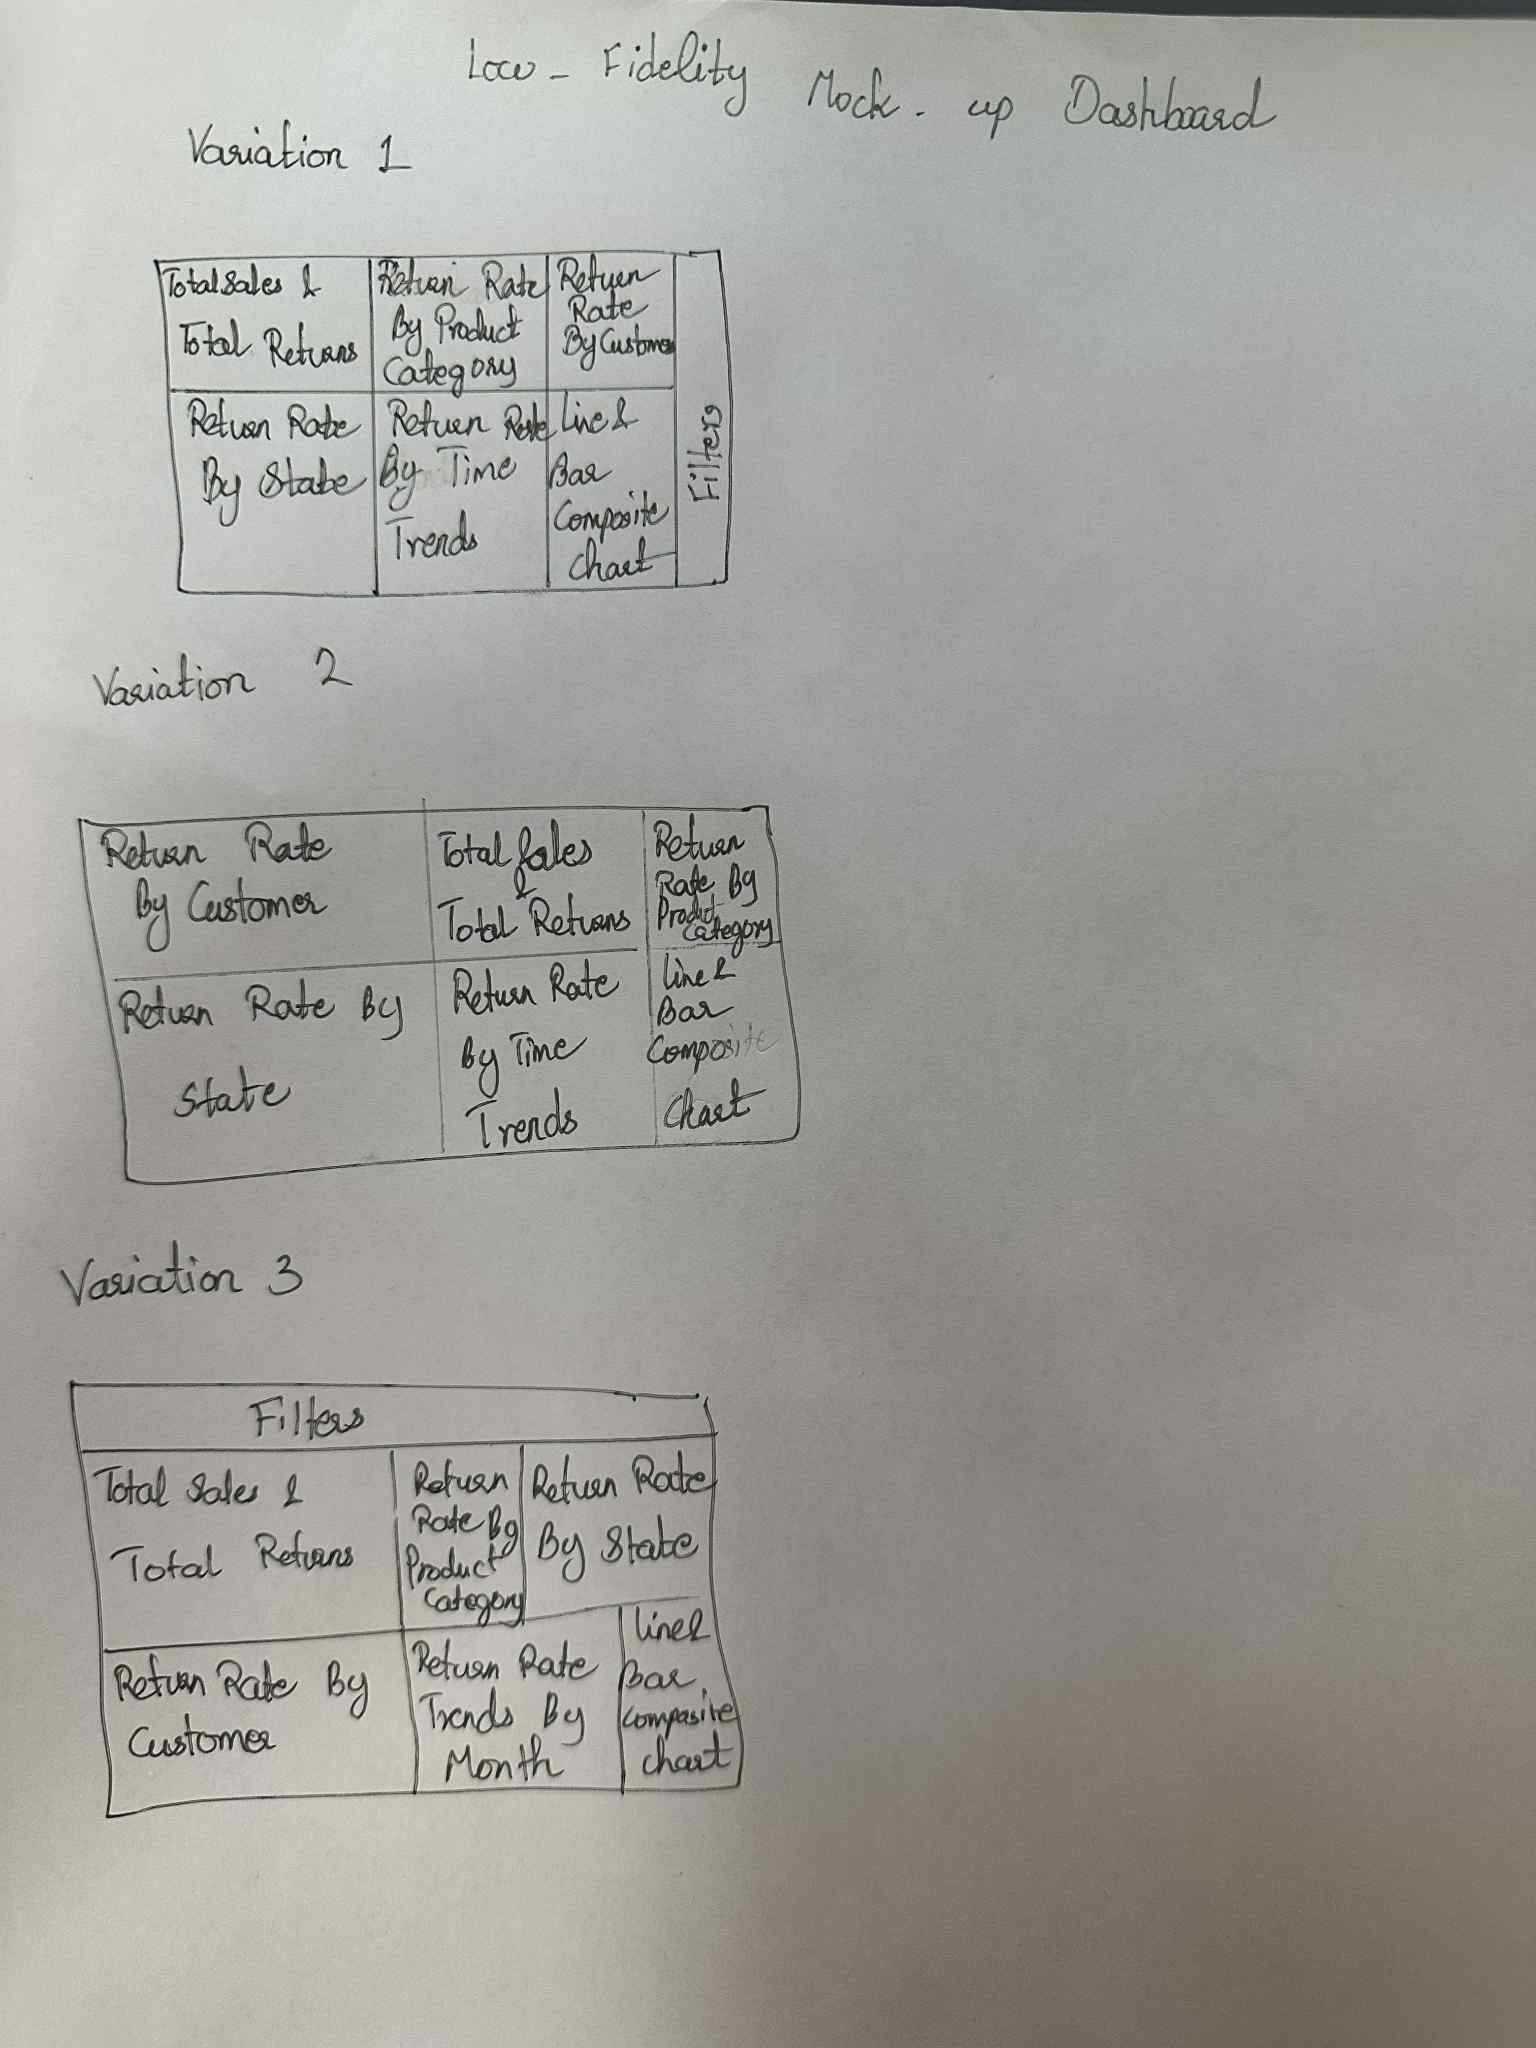 Low - Fidelity Mock - up Dashboard
Variation 1
Total Sales &
Total Returns
Return Rate
By Product
Category
Return
Rate
By Customer
Return Rate
By State
Return Rate
By Time
Trends
Line &
Bar
Composite
Chart
Filters
Variation 2
Return Rate
By Customer
Total Sales
&
Total Returns
Return
Rate By
Product
Category
Return Rate By
State
Return Rate
By Time
Trends
Line &
Bar
Composite
Chart
Variation 3
Filters
Total Sales &
Total Returns
Return
Rate By
Product
Category
Return Rate
By State
Return Rate By
Customer
Return Rate
Trends By
Month
Line &
Bar
Composite
Chart